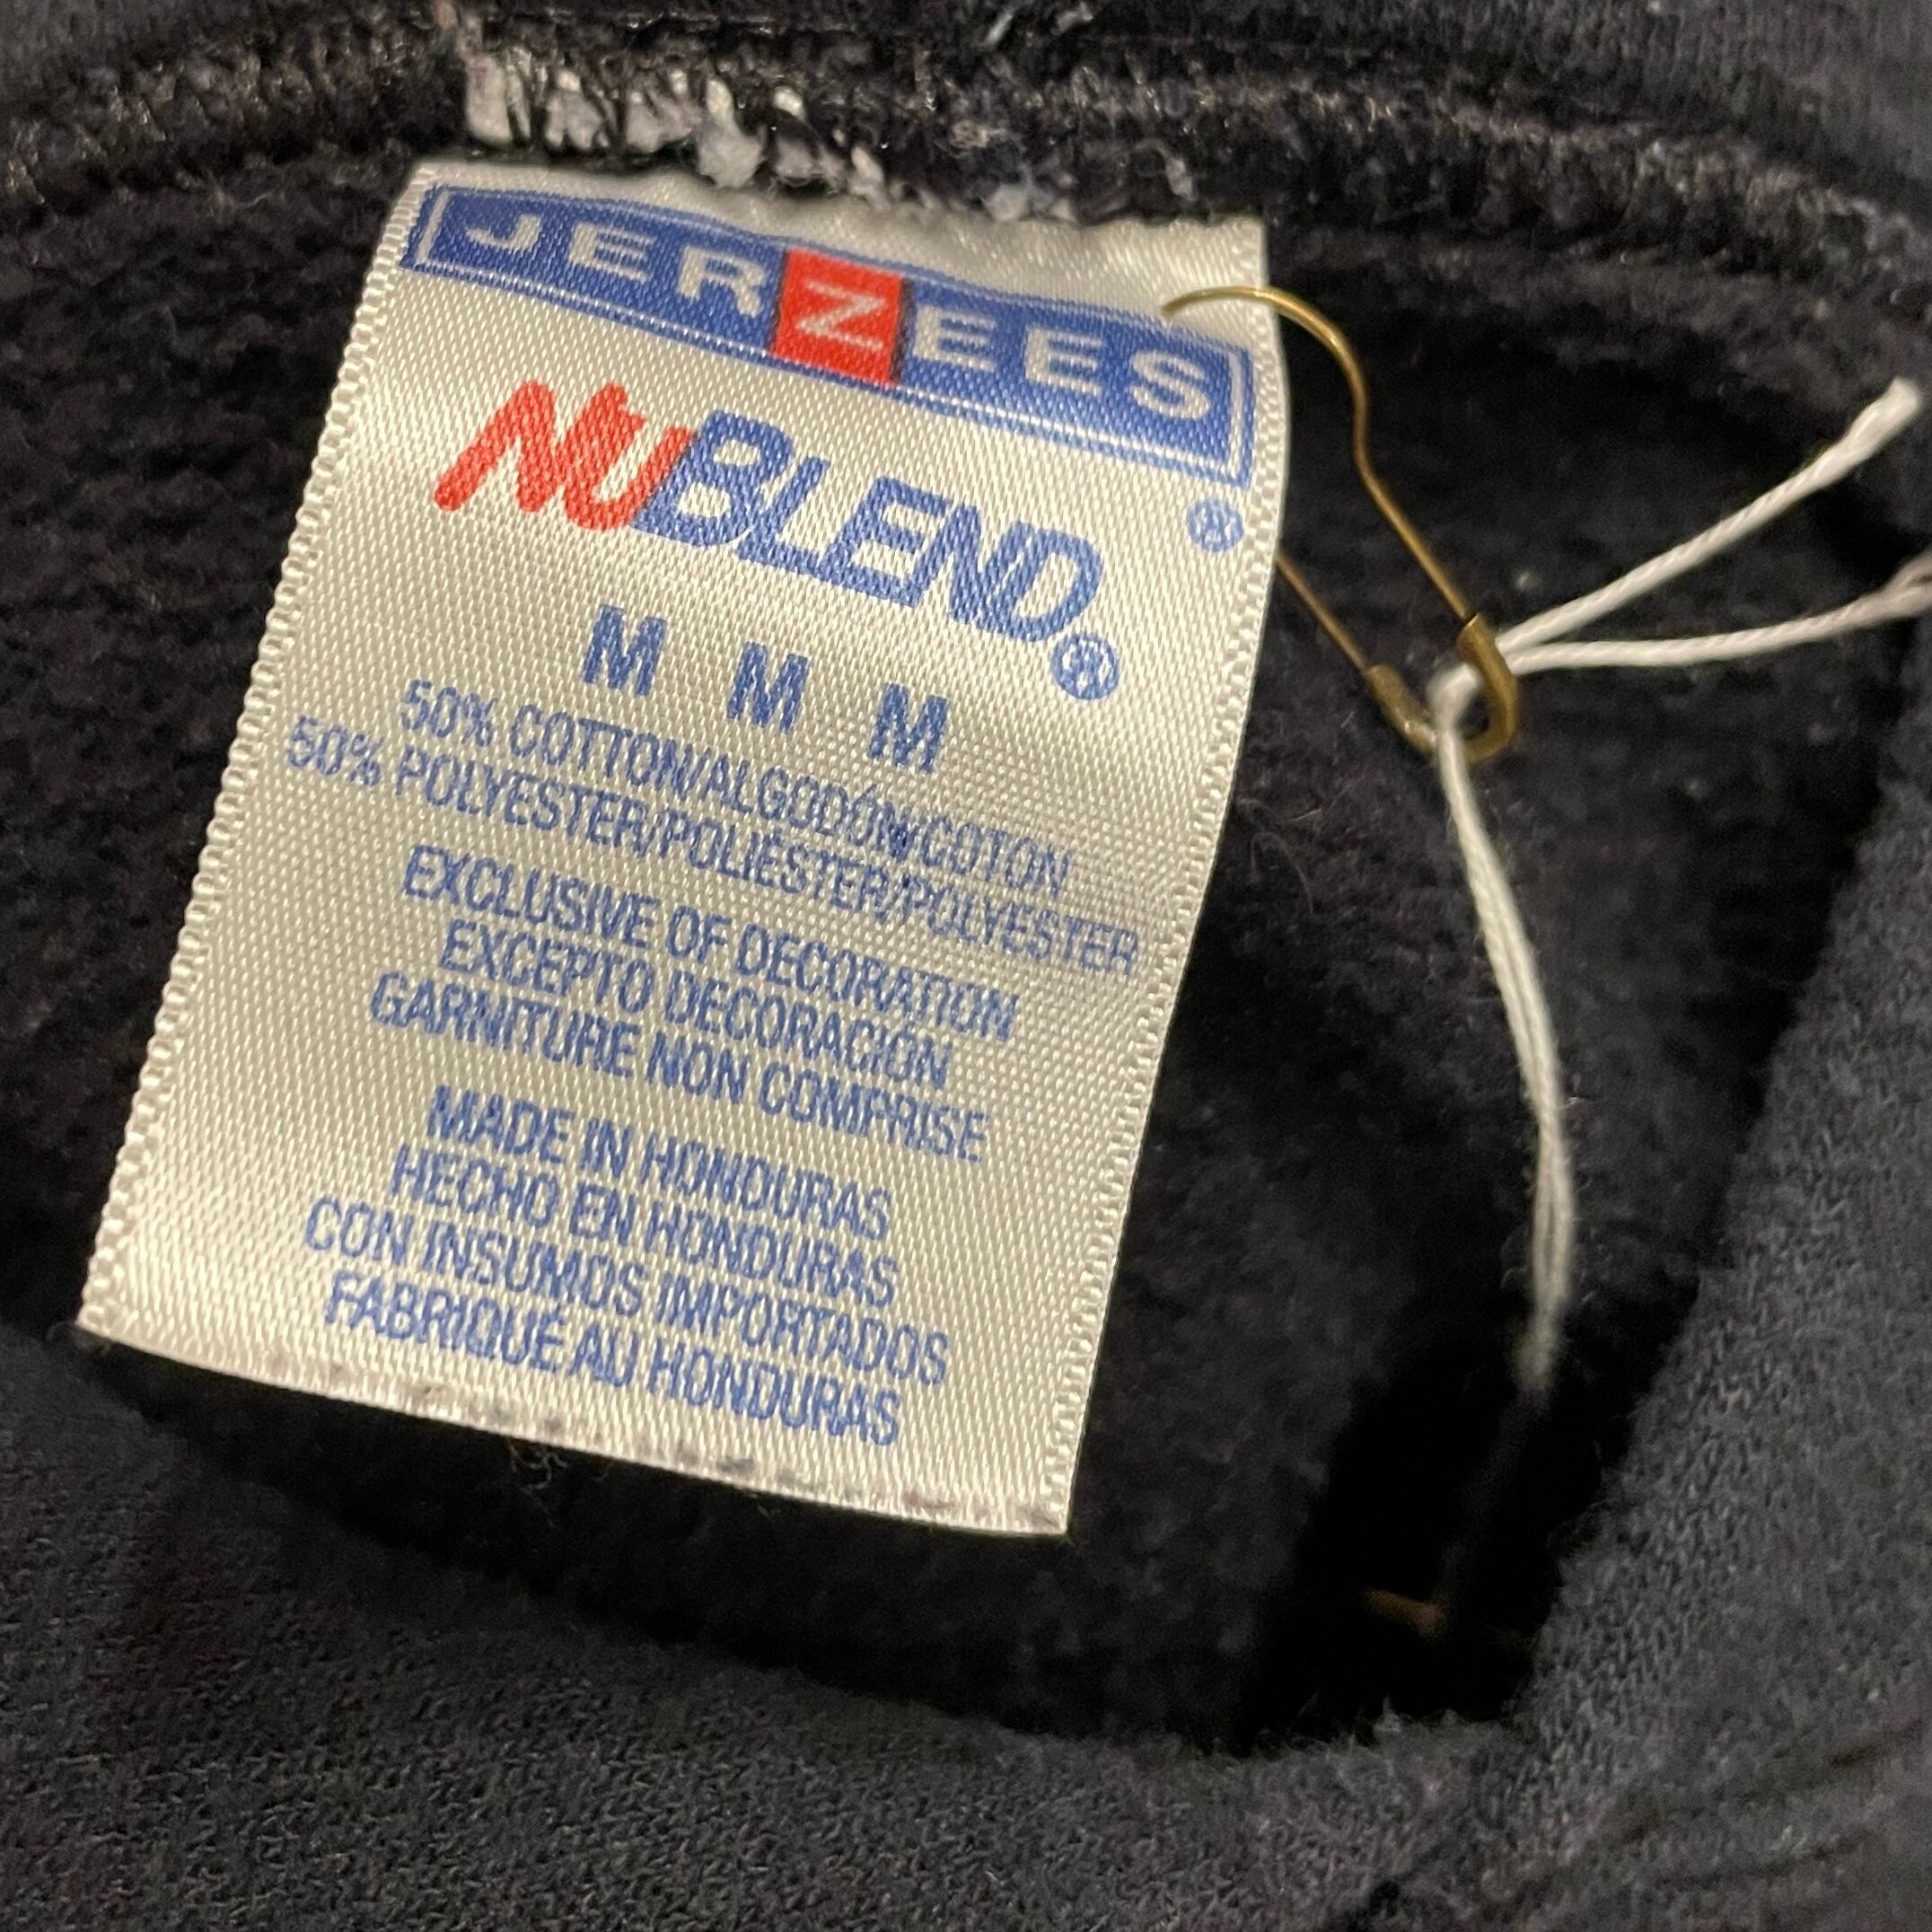 JERZEES
®
NUBLEND®
M M M
50% COTTON/ALGODÓN/COTON
50% POLYESTER/POLIÉSTER/POLYESTER
EXCLUSIVE OF DECORATION
EXCEPTO DECORACIÓN
GARNITURE NON COMPRISE
MADE IN HONDURAS
HECHO EN HONDURAS
CON INSUMOS IMPORTADOS
FABRIQUÉ AU HONDURAS